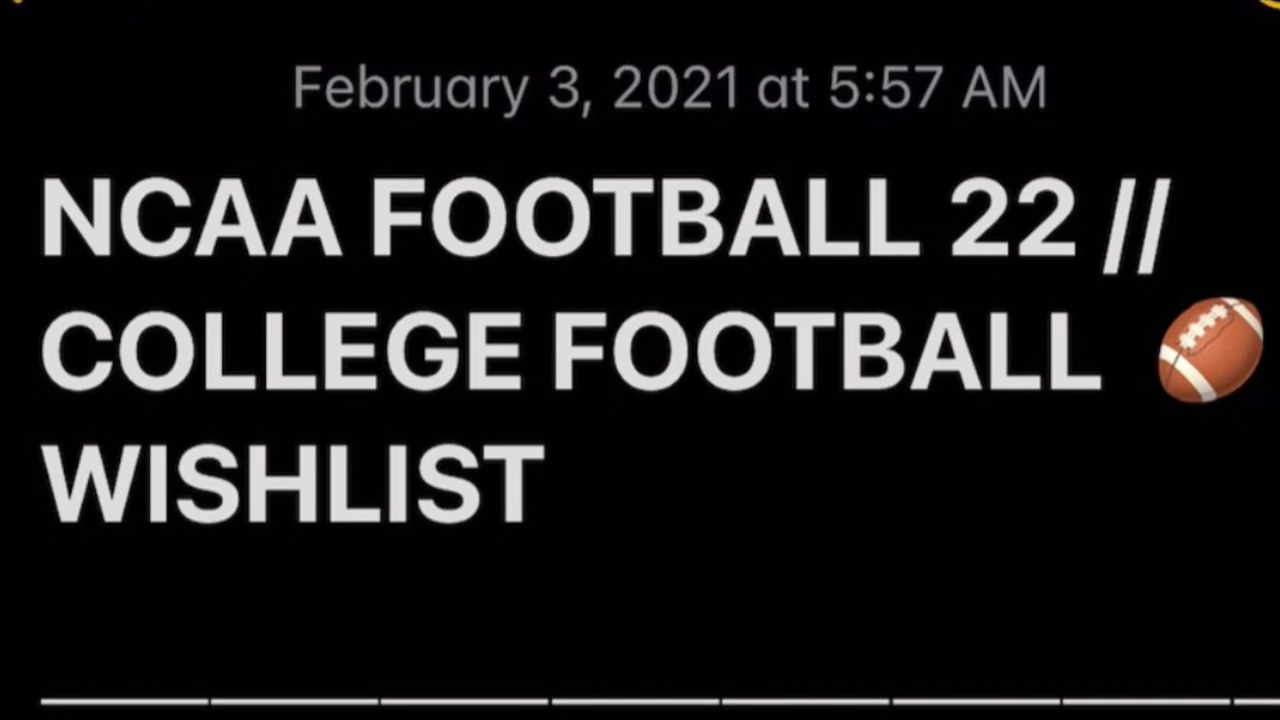 February 3, 2021 at 5:57 AM
NCAA FOOTBALL 22 //
COLLEGE FOOTBALL 🏈
WISHLIST